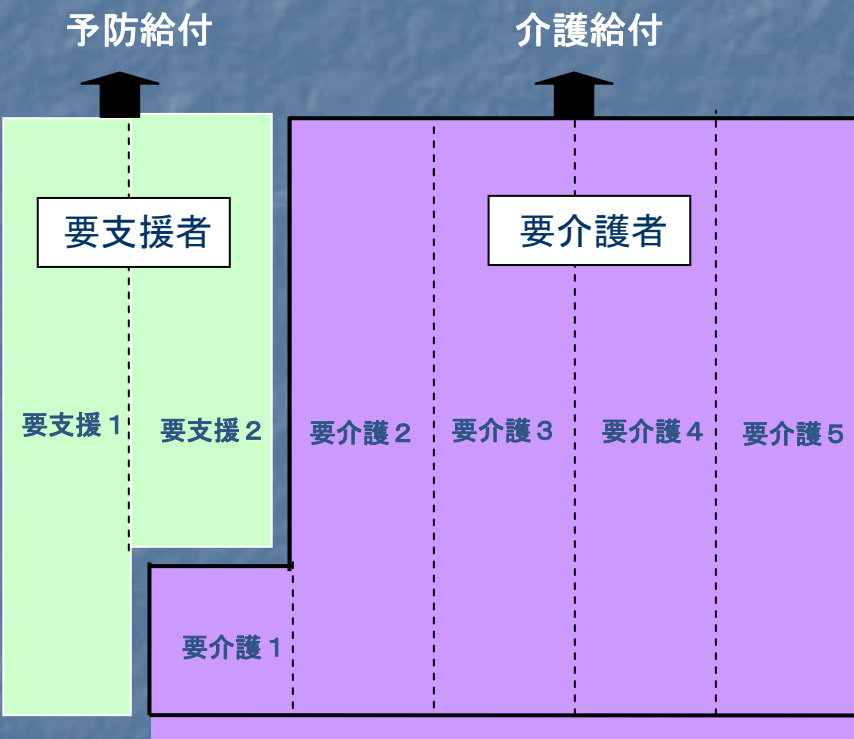 予防給付
介護給付
要支援者
要介護者
要支援１
要支援２
要介護２
要介護３
要介護４
要介護５
要介護１